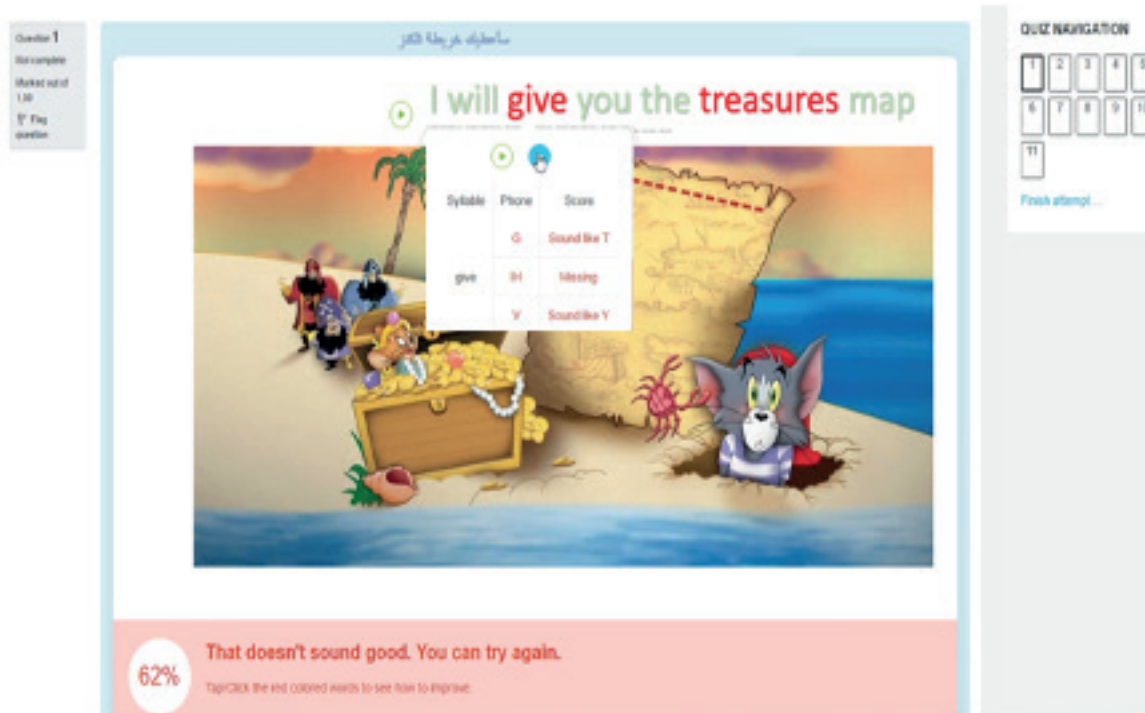 Question 1
Not complete
Marked out of
1.00
Flag
question
سأعطيك خريطة الكنز
I will give you the treasures map
Syllable Phone Score
G Sound like T
give IH Missing
V Sound like Y
62%
That doesn't sound good. You can try again.
Tap/Click the red colored words to see how to improve.
QUIZ NAVIGATION
1 2 3 4 5
6 7 8 9 10
11
Finish attempt ...